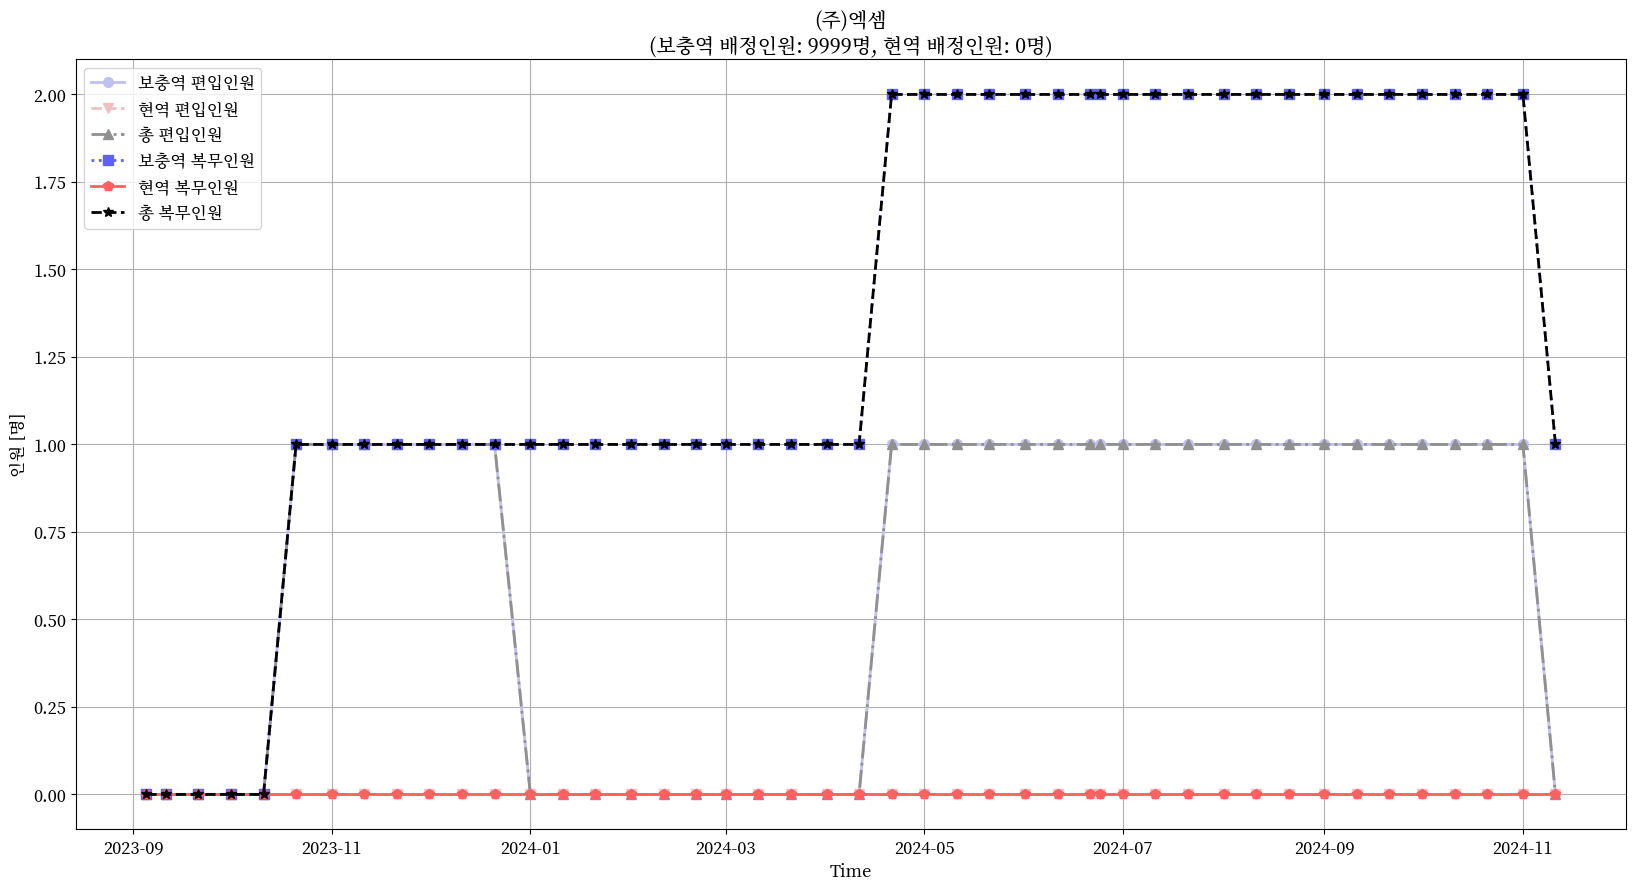 (주)엑셈
(보충역 배정인원: 9999명, 현역 배정인원: 0명)
보충역 편입인원
현역 편입인원
총 편입인원
보충역 복무인원
현역 복무인원
총 복무인원
인원 [명]
2.00
1.75
1.50
1.25
1.00
0.75
0.50
0.25
0.00
2023-09 2023-11 2024-01 2024-03 2024-05 2024-07 2024-09 2024-11
Time